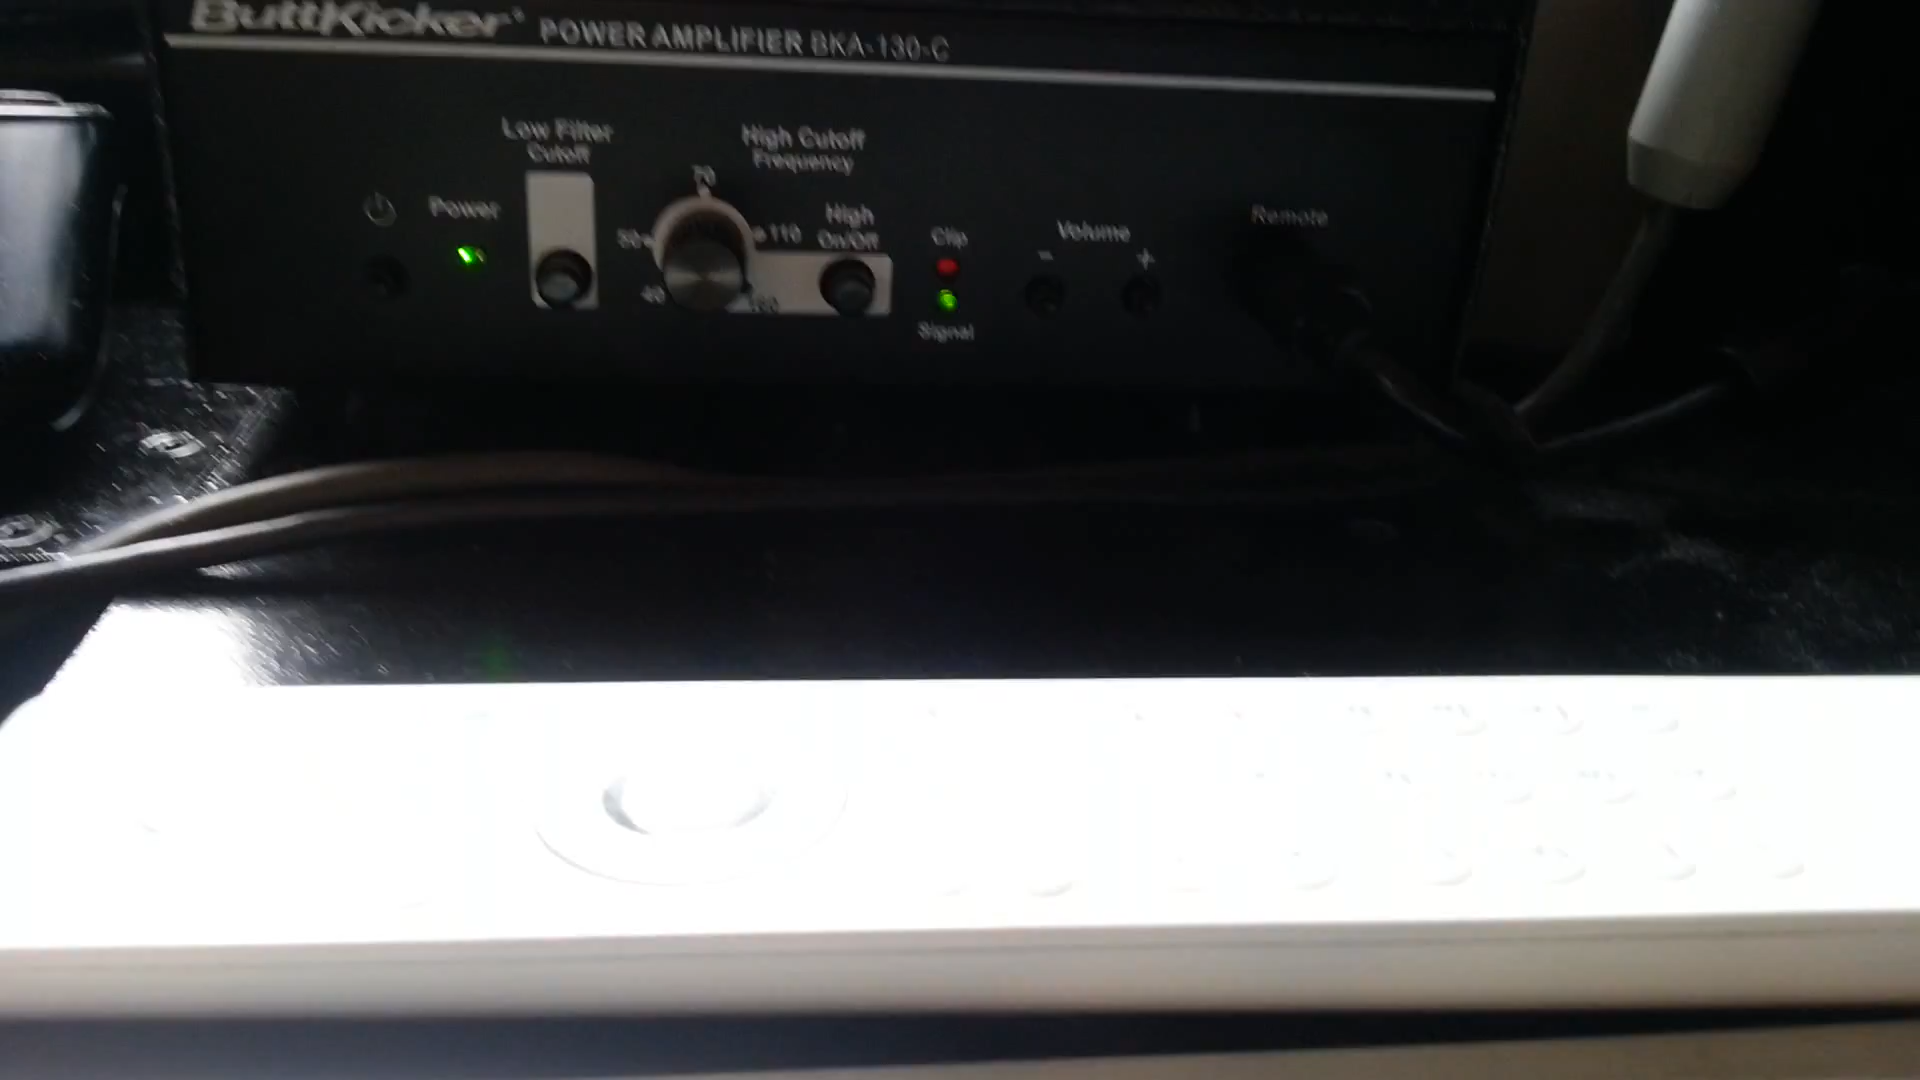 ButtKicker® POWER AMPLIFIER BKA-130-C
Low Filter
Cutoff
High Cutoff
Frequency
Power
70
50
110
40
160
High
On/Off
Clip
Signal
Volume
- +
Remote